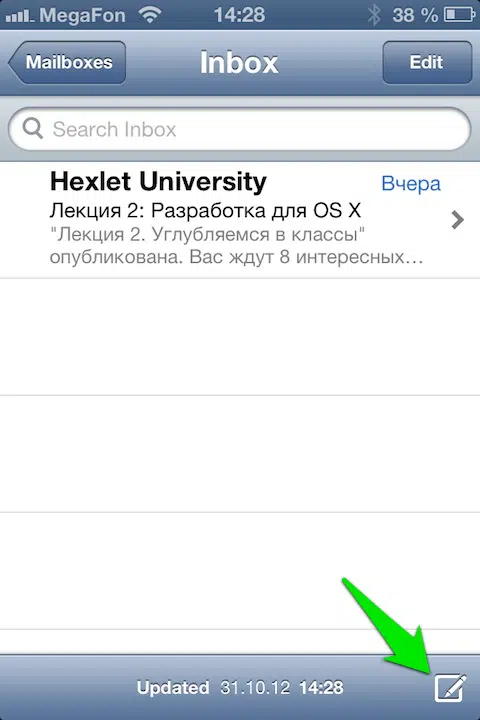 MegaFon 14:28 38 %
Mailboxes Inbox Edit
Search Inbox
Hexlet University Вчера
Лекция 2: Разработка для OS X
"Лекция 2. Углубляемся в классы"
опубликована. Вас ждут 8 интересных…
Updated 31.10.12 14:28